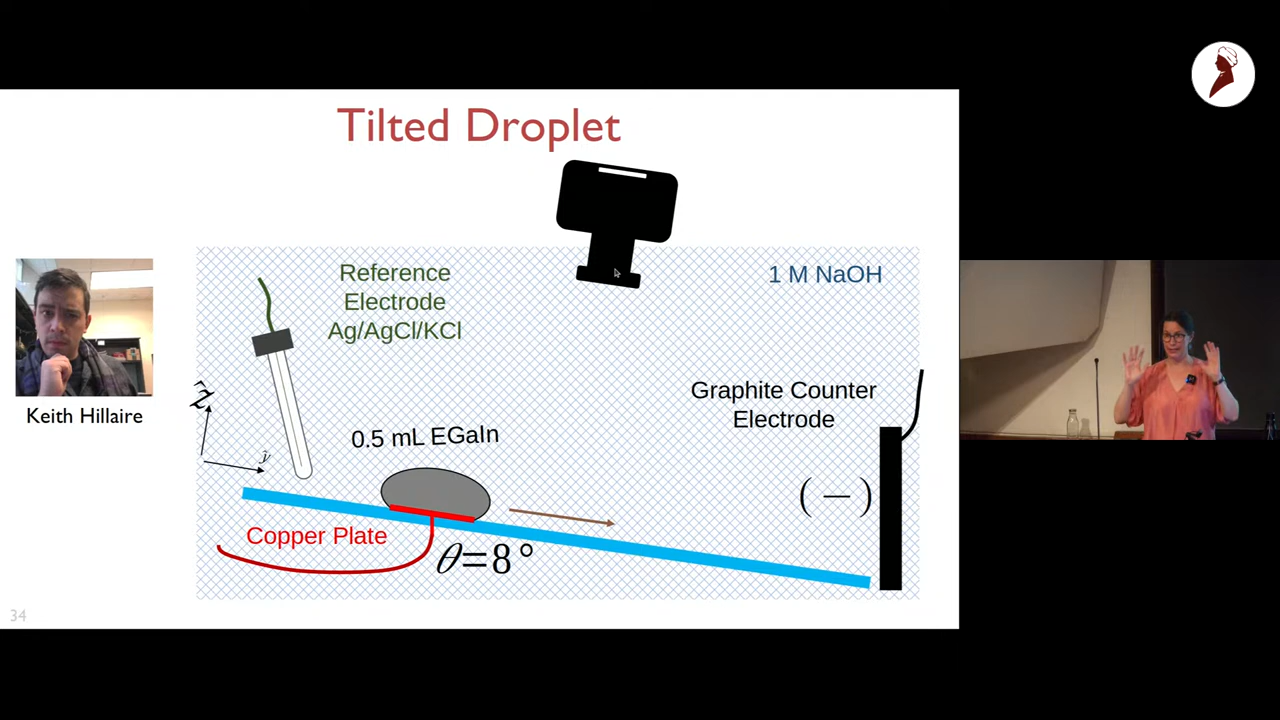 Tilted Droplet
Reference
Electrode
Ag/AgCl/KCl
1 M NaOH
Keith Hillaire
ẑ
ŷ
0.5 mL EGaIn
Graphite Counter
Electrode
(−)
Copper Plate
θ=8°
34